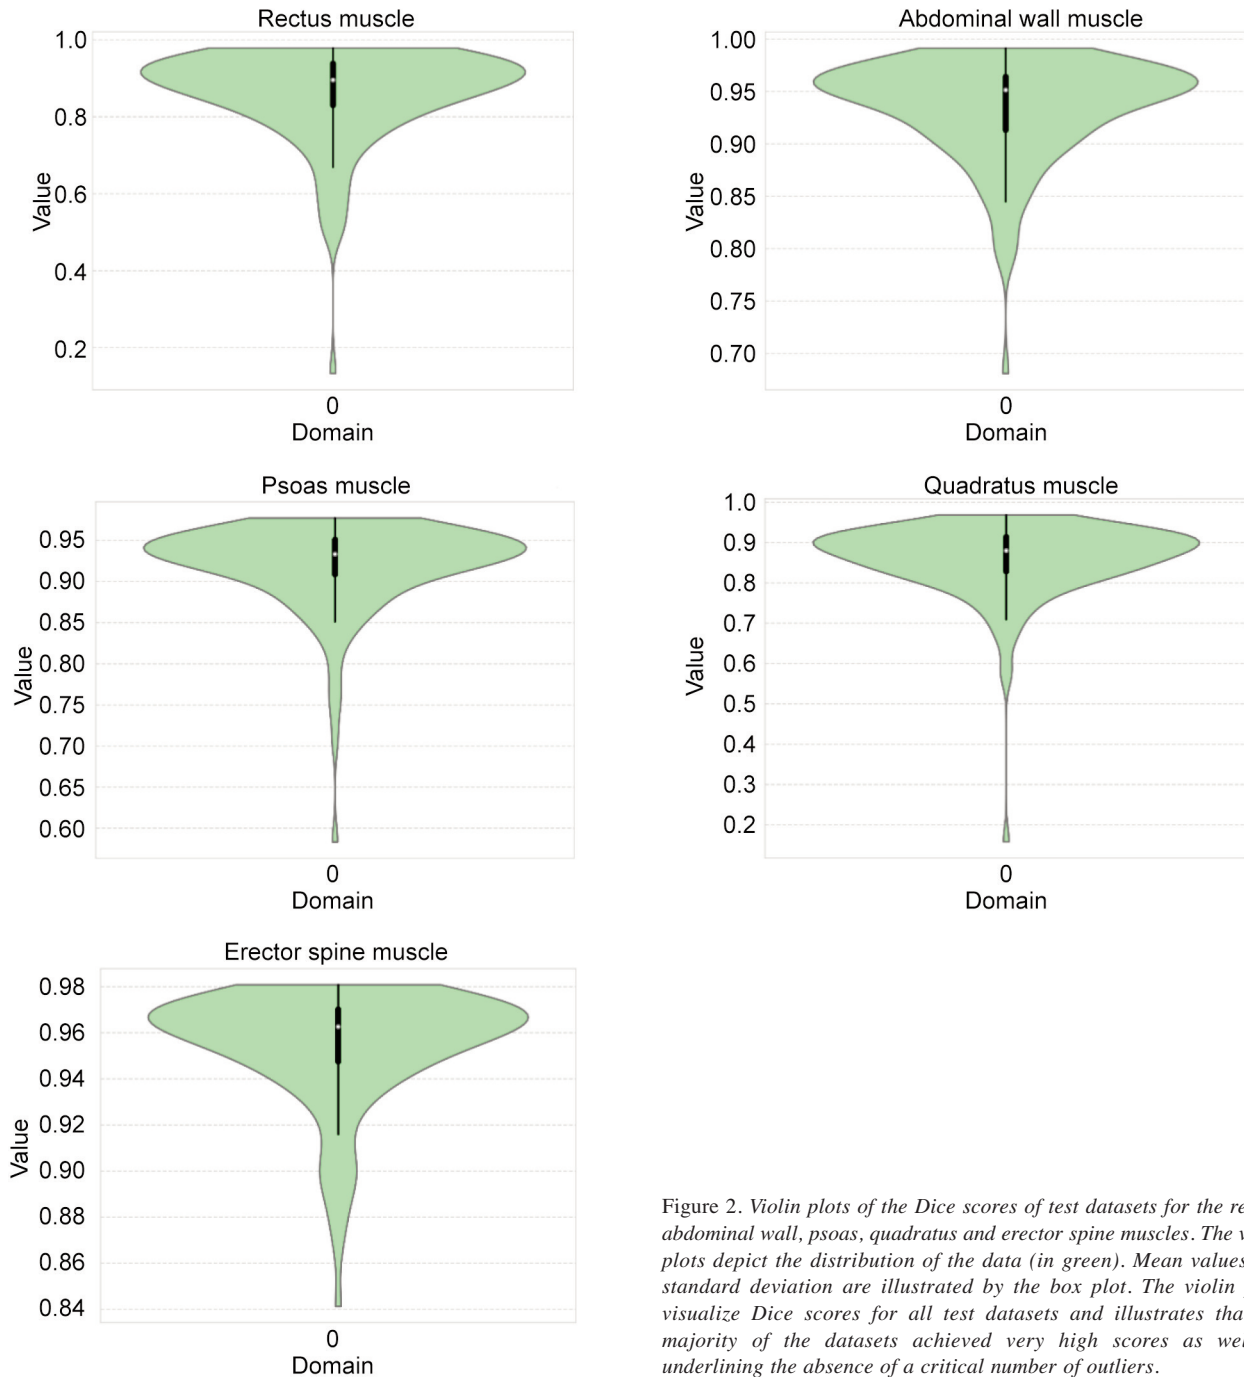 Rectus muscle
1.0
0.8
0.6
0.4
0.2
Value
0
Domain
Abdominal wall muscle
1.00
0.95
0.90
0.85
0.80
0.75
0.70
Value
0
Domain
Psoas muscle
0.95
0.90
0.85
0.80
0.75
0.70
0.65
0.60
Value
0
Domain
Quadratus muscle
1.0
0.9
0.8
0.7
0.6
0.5
0.4
0.3
0.2
Value
0
Domain
Erector spine muscle
0.98
0.96
0.94
0.92
0.90
0.88
0.86
0.84
Value
0
Domain
Figure 2. Violin plots of the Dice scores of test datasets for the
abdominal wall, psoas, quadratus and erector spine muscles. The
plots depict the distribution of the data (in green). Mean values
standard deviation are illustrated by the box plot. The violin
visualize Dice scores for all test datasets and illustrates
majority of the datasets achieved very high scores as
underlining the absence of a critical number of outliers.